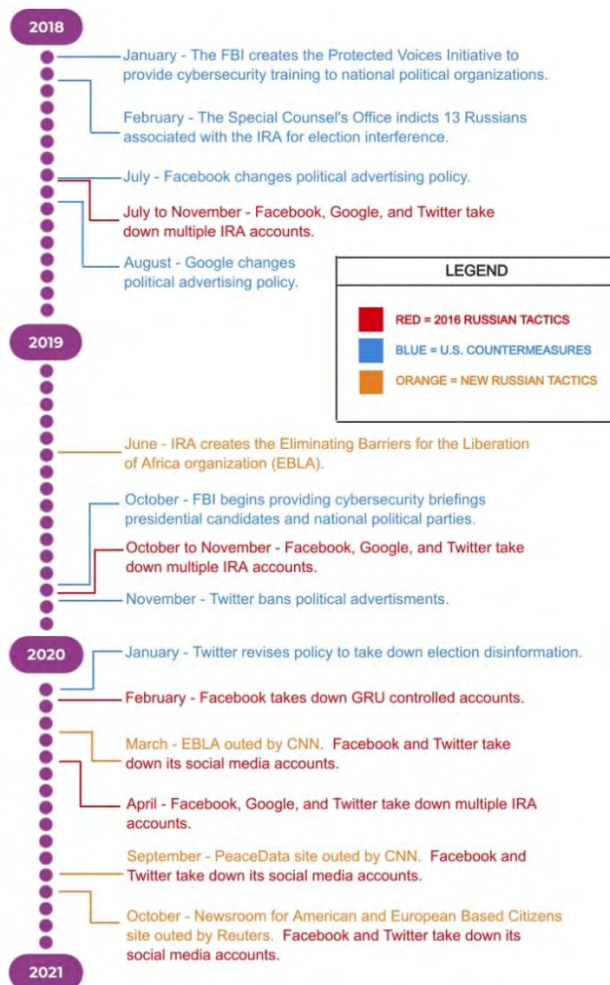 2018
January - The FBI creates the Protected Voices Initiative to
provide cybersecurity training to national political organizations.
February - The Special Counsel's Office indicts 13 Russians
associated with the IRA for election interference.
July - Facebook changes political advertising policy.
July to November - Facebook, Google, and Twitter take
down multiple IRA accounts.
August - Google changes
political advertising policy.
LEGEND
RED = 2016 RUSSIAN TACTICS
BLUE = U.S. COUNTERMEASURES
ORANGE = NEW RUSSIAN TACTICS
2019
June - IRA creates the Eliminating Barriers for the Liberation
of Africa organization (EBLA).
October - FBI begins providing cybersecurity briefings
presidential candidates and national political parties.
October to November - Facebook, Google, and Twitter take
down multiple IRA accounts.
November - Twitter bans political advertisments.
2020
January - Twitter revises policy to take down election disinformation.
February - Facebook takes down GRU controlled accounts.
March - EBLA outed by CNN. Facebook and Twitter take
down its social media accounts.
April - Facebook, Google, and Twitter take down multiple IRA
accounts.
September - PeaceData site outed by CNN. Facebook and
Twitter take down its social media accounts.
October - Newsroom for American and European Based Citizens
site outed by Reuters. Facebook and Twitter take down its
social media accounts.
2021